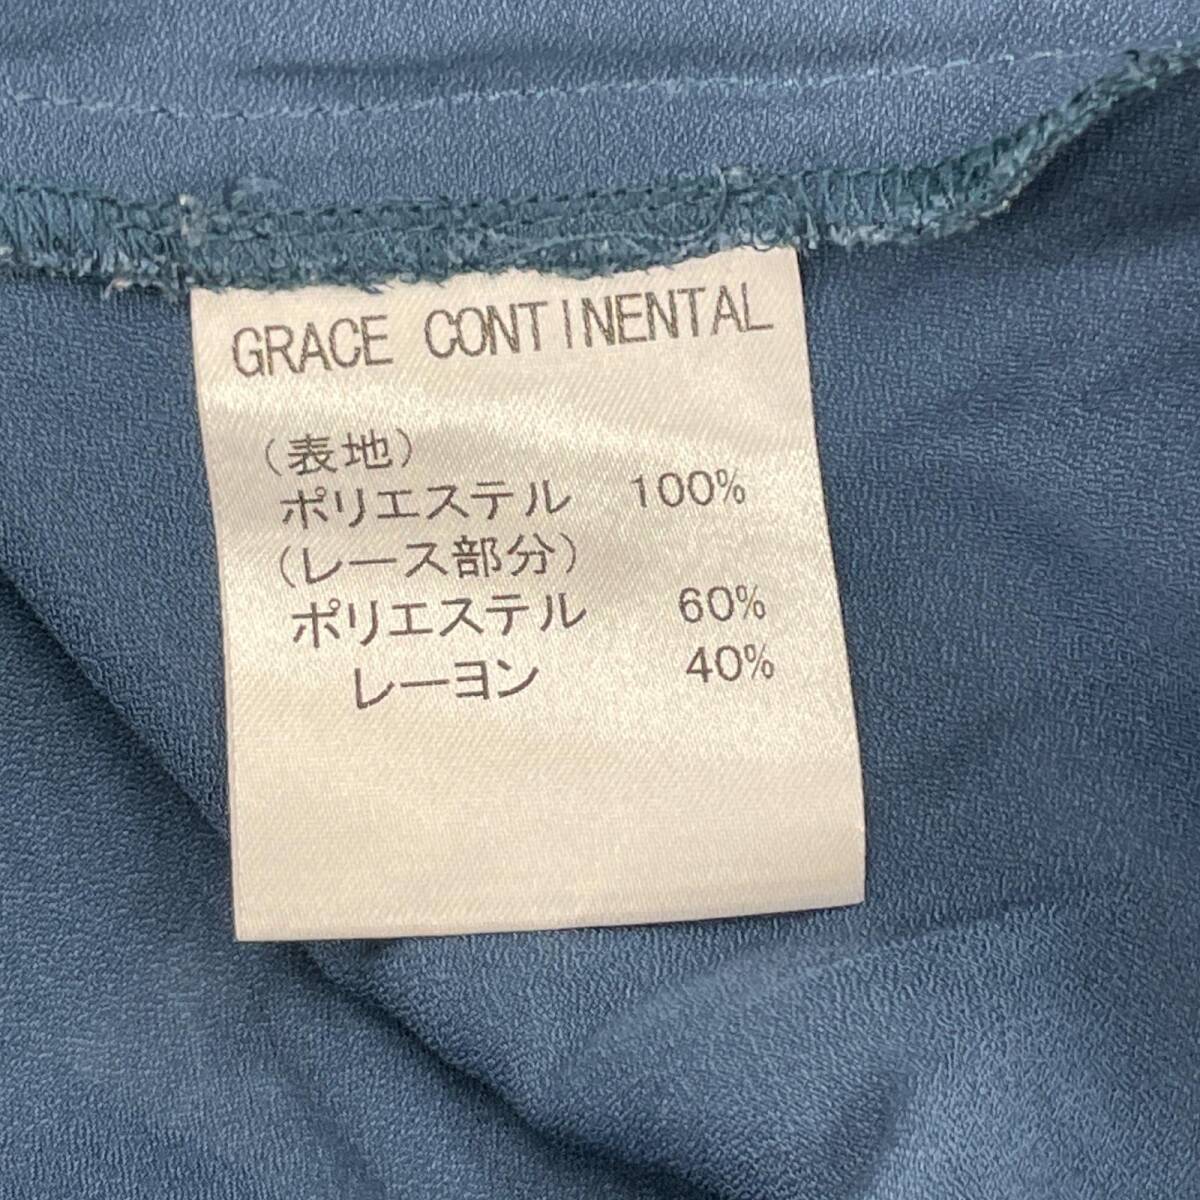 GRACE CONTINENTAL
（表地）
ポリエステル 100%
（レース部分）
ポリエステル 60%
レーヨン 40%